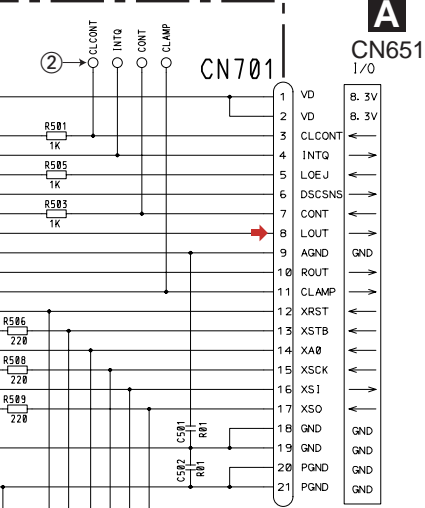 A
CN651
I/O
CLCONT
INTQ
CONT
CLAMP
2
CN701
1 VD 8.3V
2 VD 8.3V
R501
1K
3 CLCONT
4 INTQ
R505
1K
5 LOEJ
6 DSCSNS
R503
1K
7 CONT
8 LOUT
9 AGND GND
10 ROUT
11 CLAMP
12 XRST
R506
220
13 XSTB
14 XA0
R508
220
15 XSCK
16 XSI
R509
220
17 XSO
C501
R01
18 GND GND
19 GND GND
C502
R01
20 PGND GND
21 PGND GND